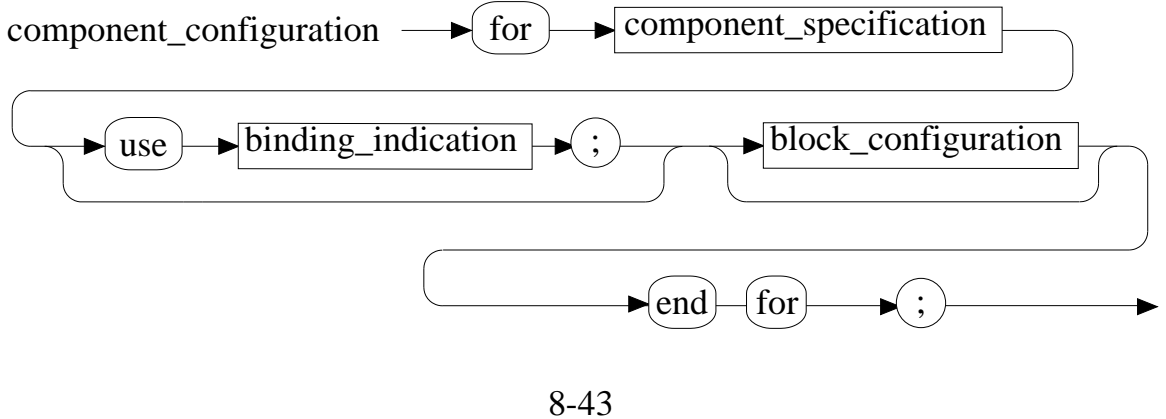 component_configuration for component_specification
use binding_indication ; block_configuration
end for ;
8-43